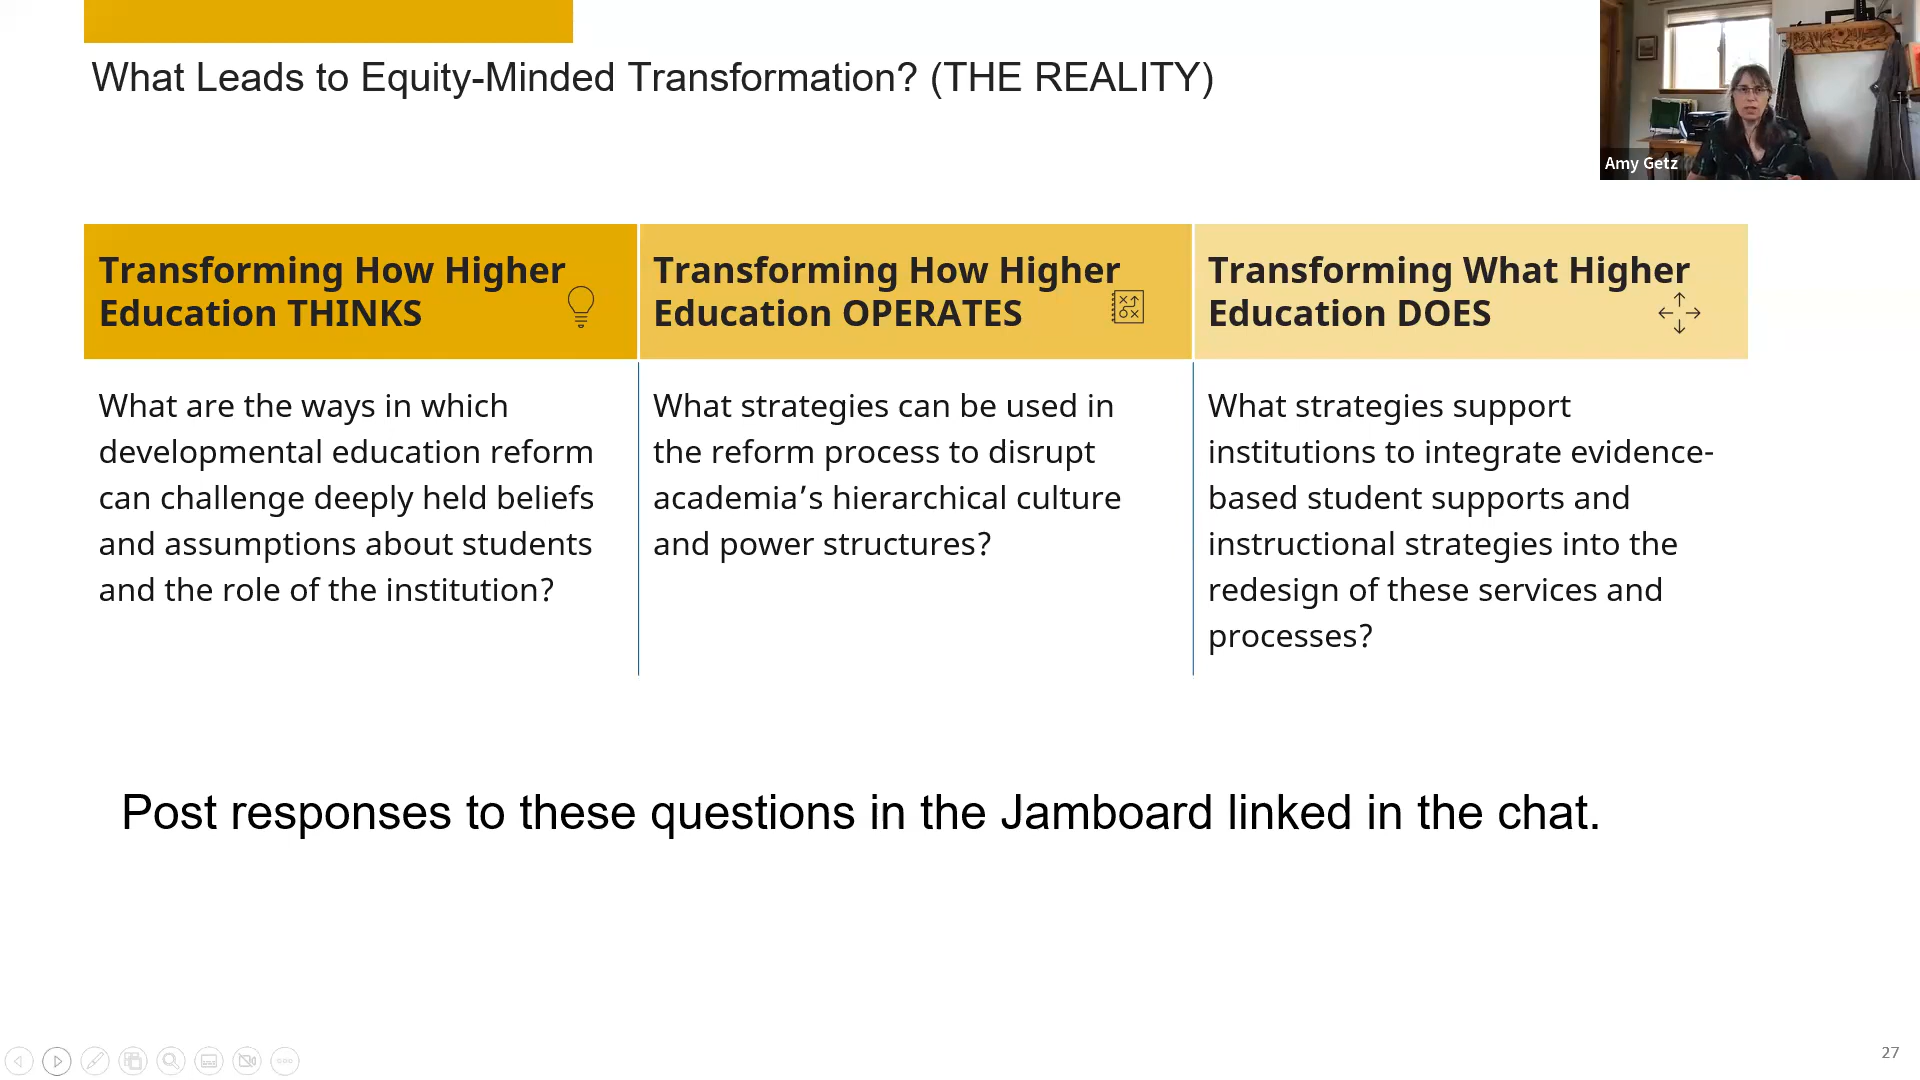 What Leads to Equity-Minded Transformation? (THE REALITY)
Amy Getz
Transforming How Higher
Education THINKS
What are the ways in which
developmental education reform
can challenge deeply held beliefs
and assumptions about students
and the role of the institution?
Transforming How Higher
Education OPERATES
What strategies can be used in
the reform process to disrupt
academia’s hierarchical culture
and power structures?
Transforming What Higher
Education DOES
What strategies support
institutions to integrate evidence-
based student supports and
instructional strategies into the
redesign of these services and
processes?
Post responses to these questions in the Jamboard linked in the chat.
27